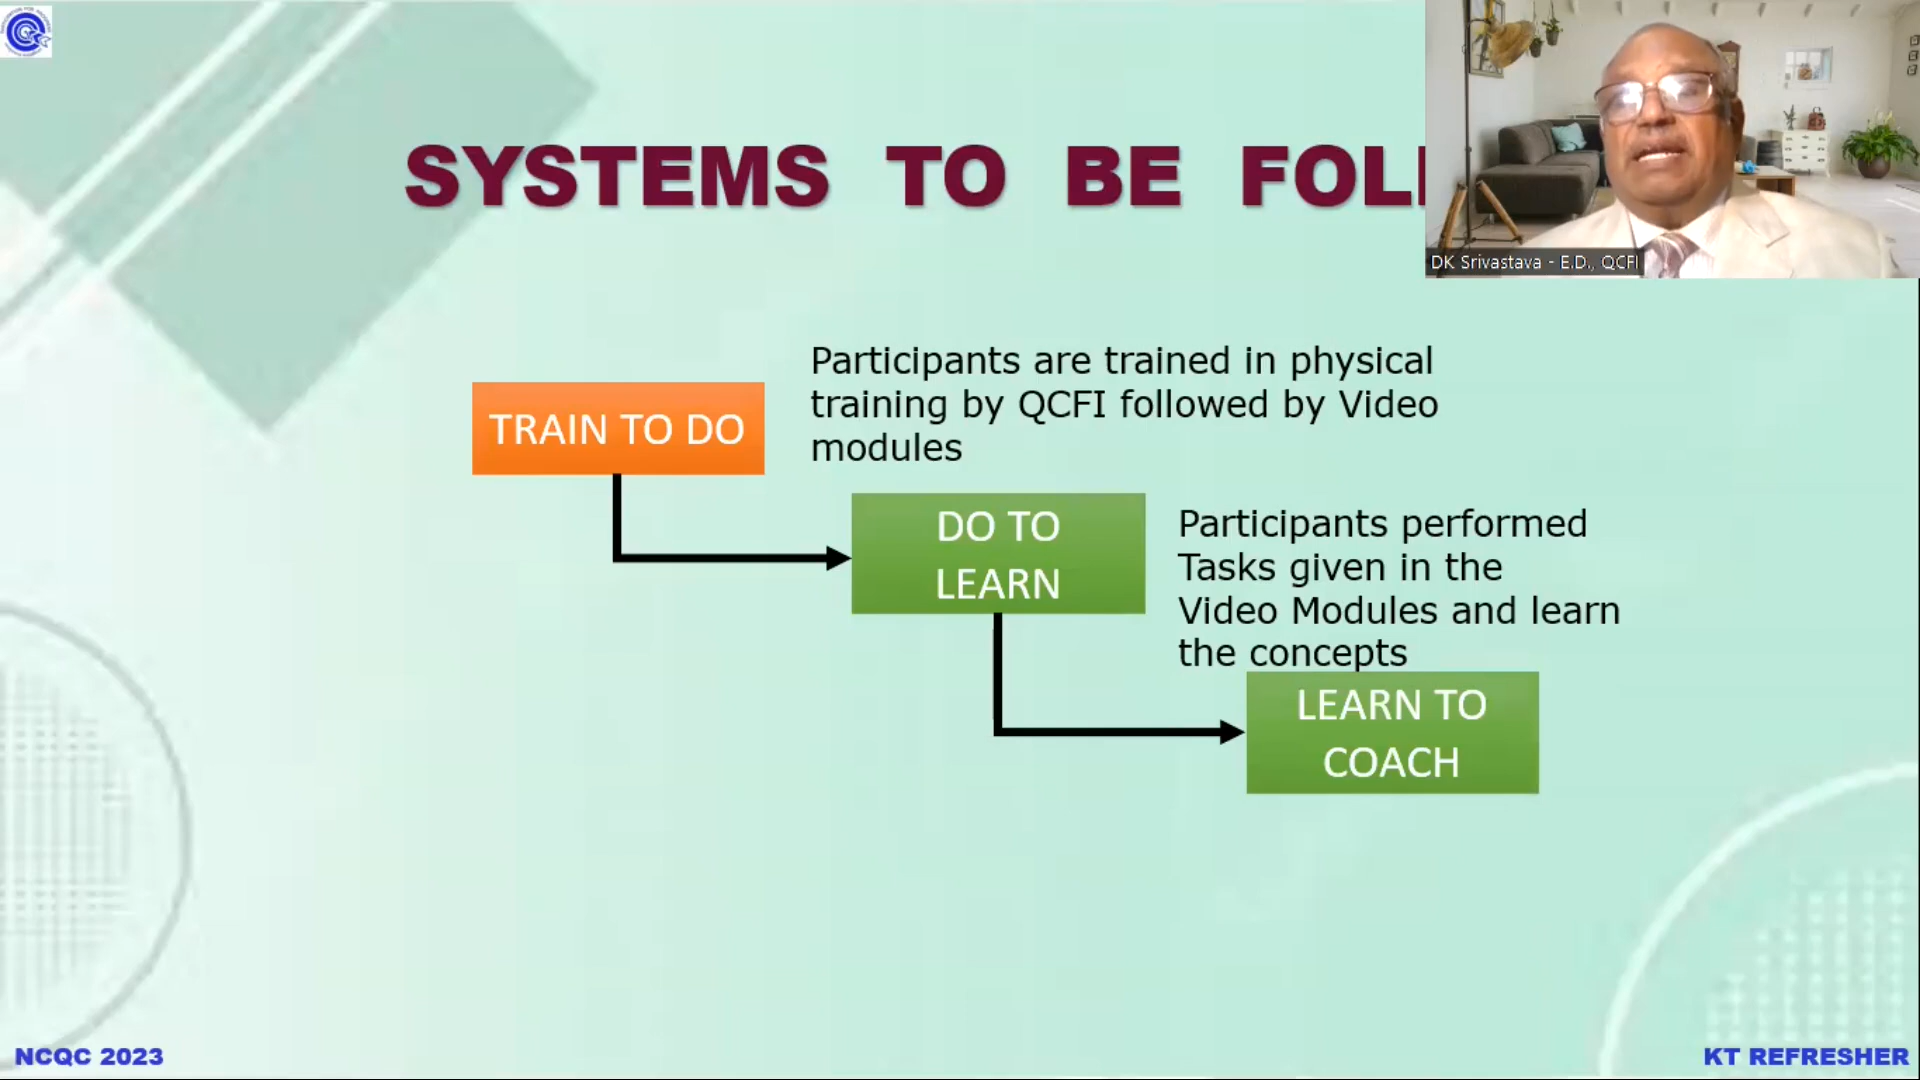 SYSTEMS TO BE FOL
DK Srivastava - E.D., QCFI
Participants are trained in physical
training by QCFI followed by Video
modules
TRAIN TO DO
DO TO
LEARN
Participants performed
Tasks given in the
Video Modules and learn
the concepts
LEARN TO
COACH
NCQC 2023
KT REFRESHER